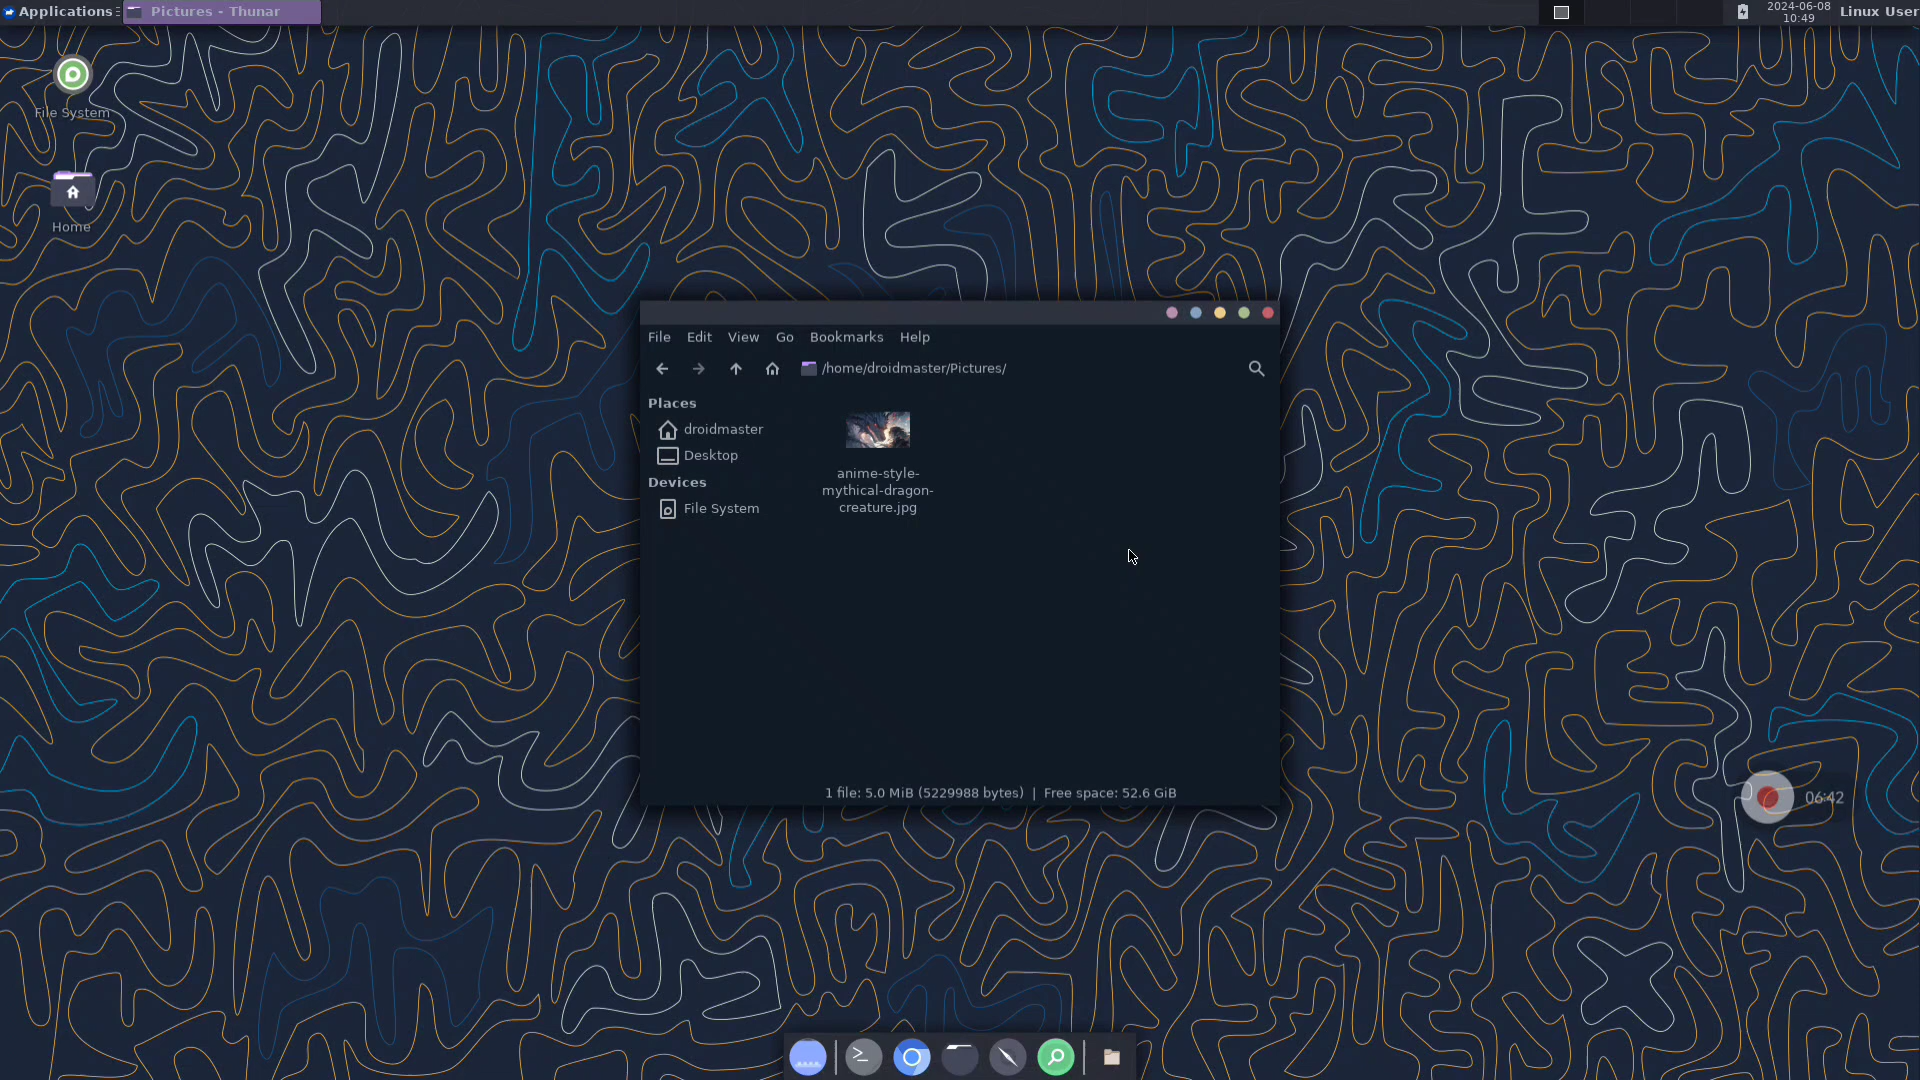 Applications
Pictures - Thunar
2024-06-08
10:49
Linux User
File System
Home
File Edit View Go Bookmarks Help
/home/droidmaster/Pictures/
Places
droidmaster
Desktop
Devices
File System
anime-style-
mythical-dragon-
creature.jpg
1 file: 5.0 MiB (5229988 bytes) | Free space: 52.6 GiB
06:42